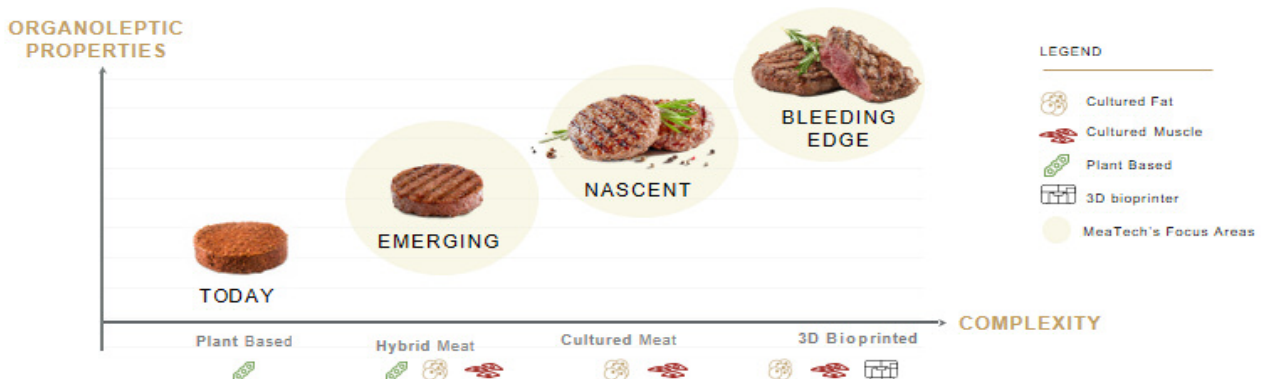 ORGANOLEPTIC
PROPERTIES
BLEEDING
EDGE
NASCENT
EMERGING
TODAY
COMPLEXITY
Plant Based
Hybrid Meat
Cultured Meat
3D Bioprinted
LEGEND
Cultured Fat
Cultured Muscle
Plant Based
3D bioprinter
MeaTech's Focus Areas